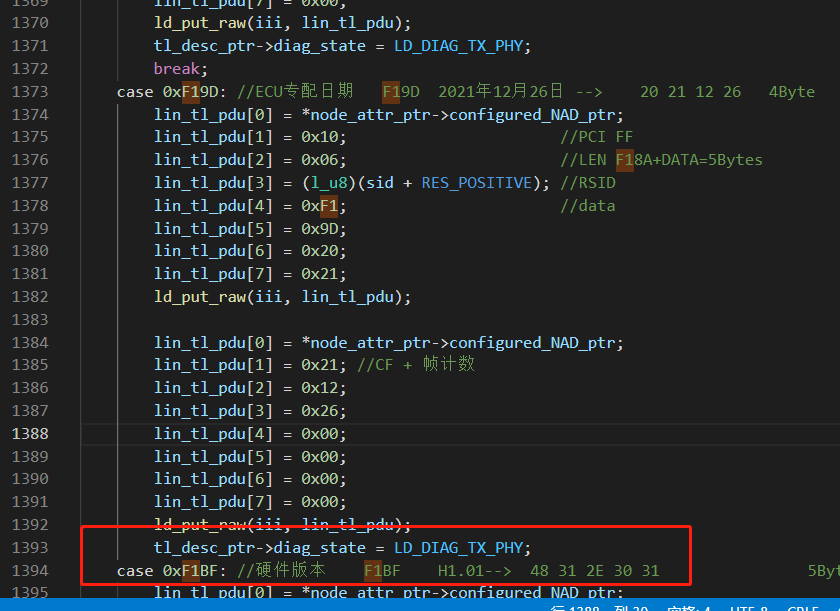 1369 lin_tl_pdu[7] = 0x00;
1370 ld_put_raw(iii, lin_tl_pdu);
1371 tl_desc_ptr->diag_state = LD_DIAG_TX_PHY;
1372 break;
1373 case 0xF19D: //ECU专配日期 F19D 2021年12月26日 --> 20 21 12 26 4Byte
1374 lin_tl_pdu[0] = *node_attr_ptr->configured_NAD_ptr;
1375 lin_tl_pdu[1] = 0x10; //PCI FF
1376 lin_tl_pdu[2] = 0x06; //LEN F18A+DATA=5Bytes
1377 lin_tl_pdu[3] = (l_u8)(sid + RES_POSITIVE); //RSID
1378 lin_tl_pdu[4] = 0xF1; //data
1379 lin_tl_pdu[5] = 0x9D;
1380 lin_tl_pdu[6] = 0x20;
1381 lin_tl_pdu[7] = 0x21;
1382 ld_put_raw(iii, lin_tl_pdu);
1383
1384 lin_tl_pdu[0] = *node_attr_ptr->configured_NAD_ptr;
1385 lin_tl_pdu[1] = 0x21; //CF + 帧计数
1386 lin_tl_pdu[2] = 0x12;
1387 lin_tl_pdu[3] = 0x26;
1388 lin_tl_pdu[4] = 0x00;
1389 lin_tl_pdu[5] = 0x00;
1390 lin_tl_pdu[6] = 0x00;
1391 lin_tl_pdu[7] = 0x00;
1392 ld_put_raw(iii, lin_tl_pdu);
1393 tl_desc_ptr->diag_state = LD_DIAG_TX_PHY;
1394 case 0xF1BF: //硬件版本 F1BF H1.01--> 48 31 2E 30 31 5Byt
1395 lin_tl_pdu[0] = *node_attr_ptr->configured_NAD_ptr;
行 1388, 列 30 空格: 4 UTF-8 CRLF